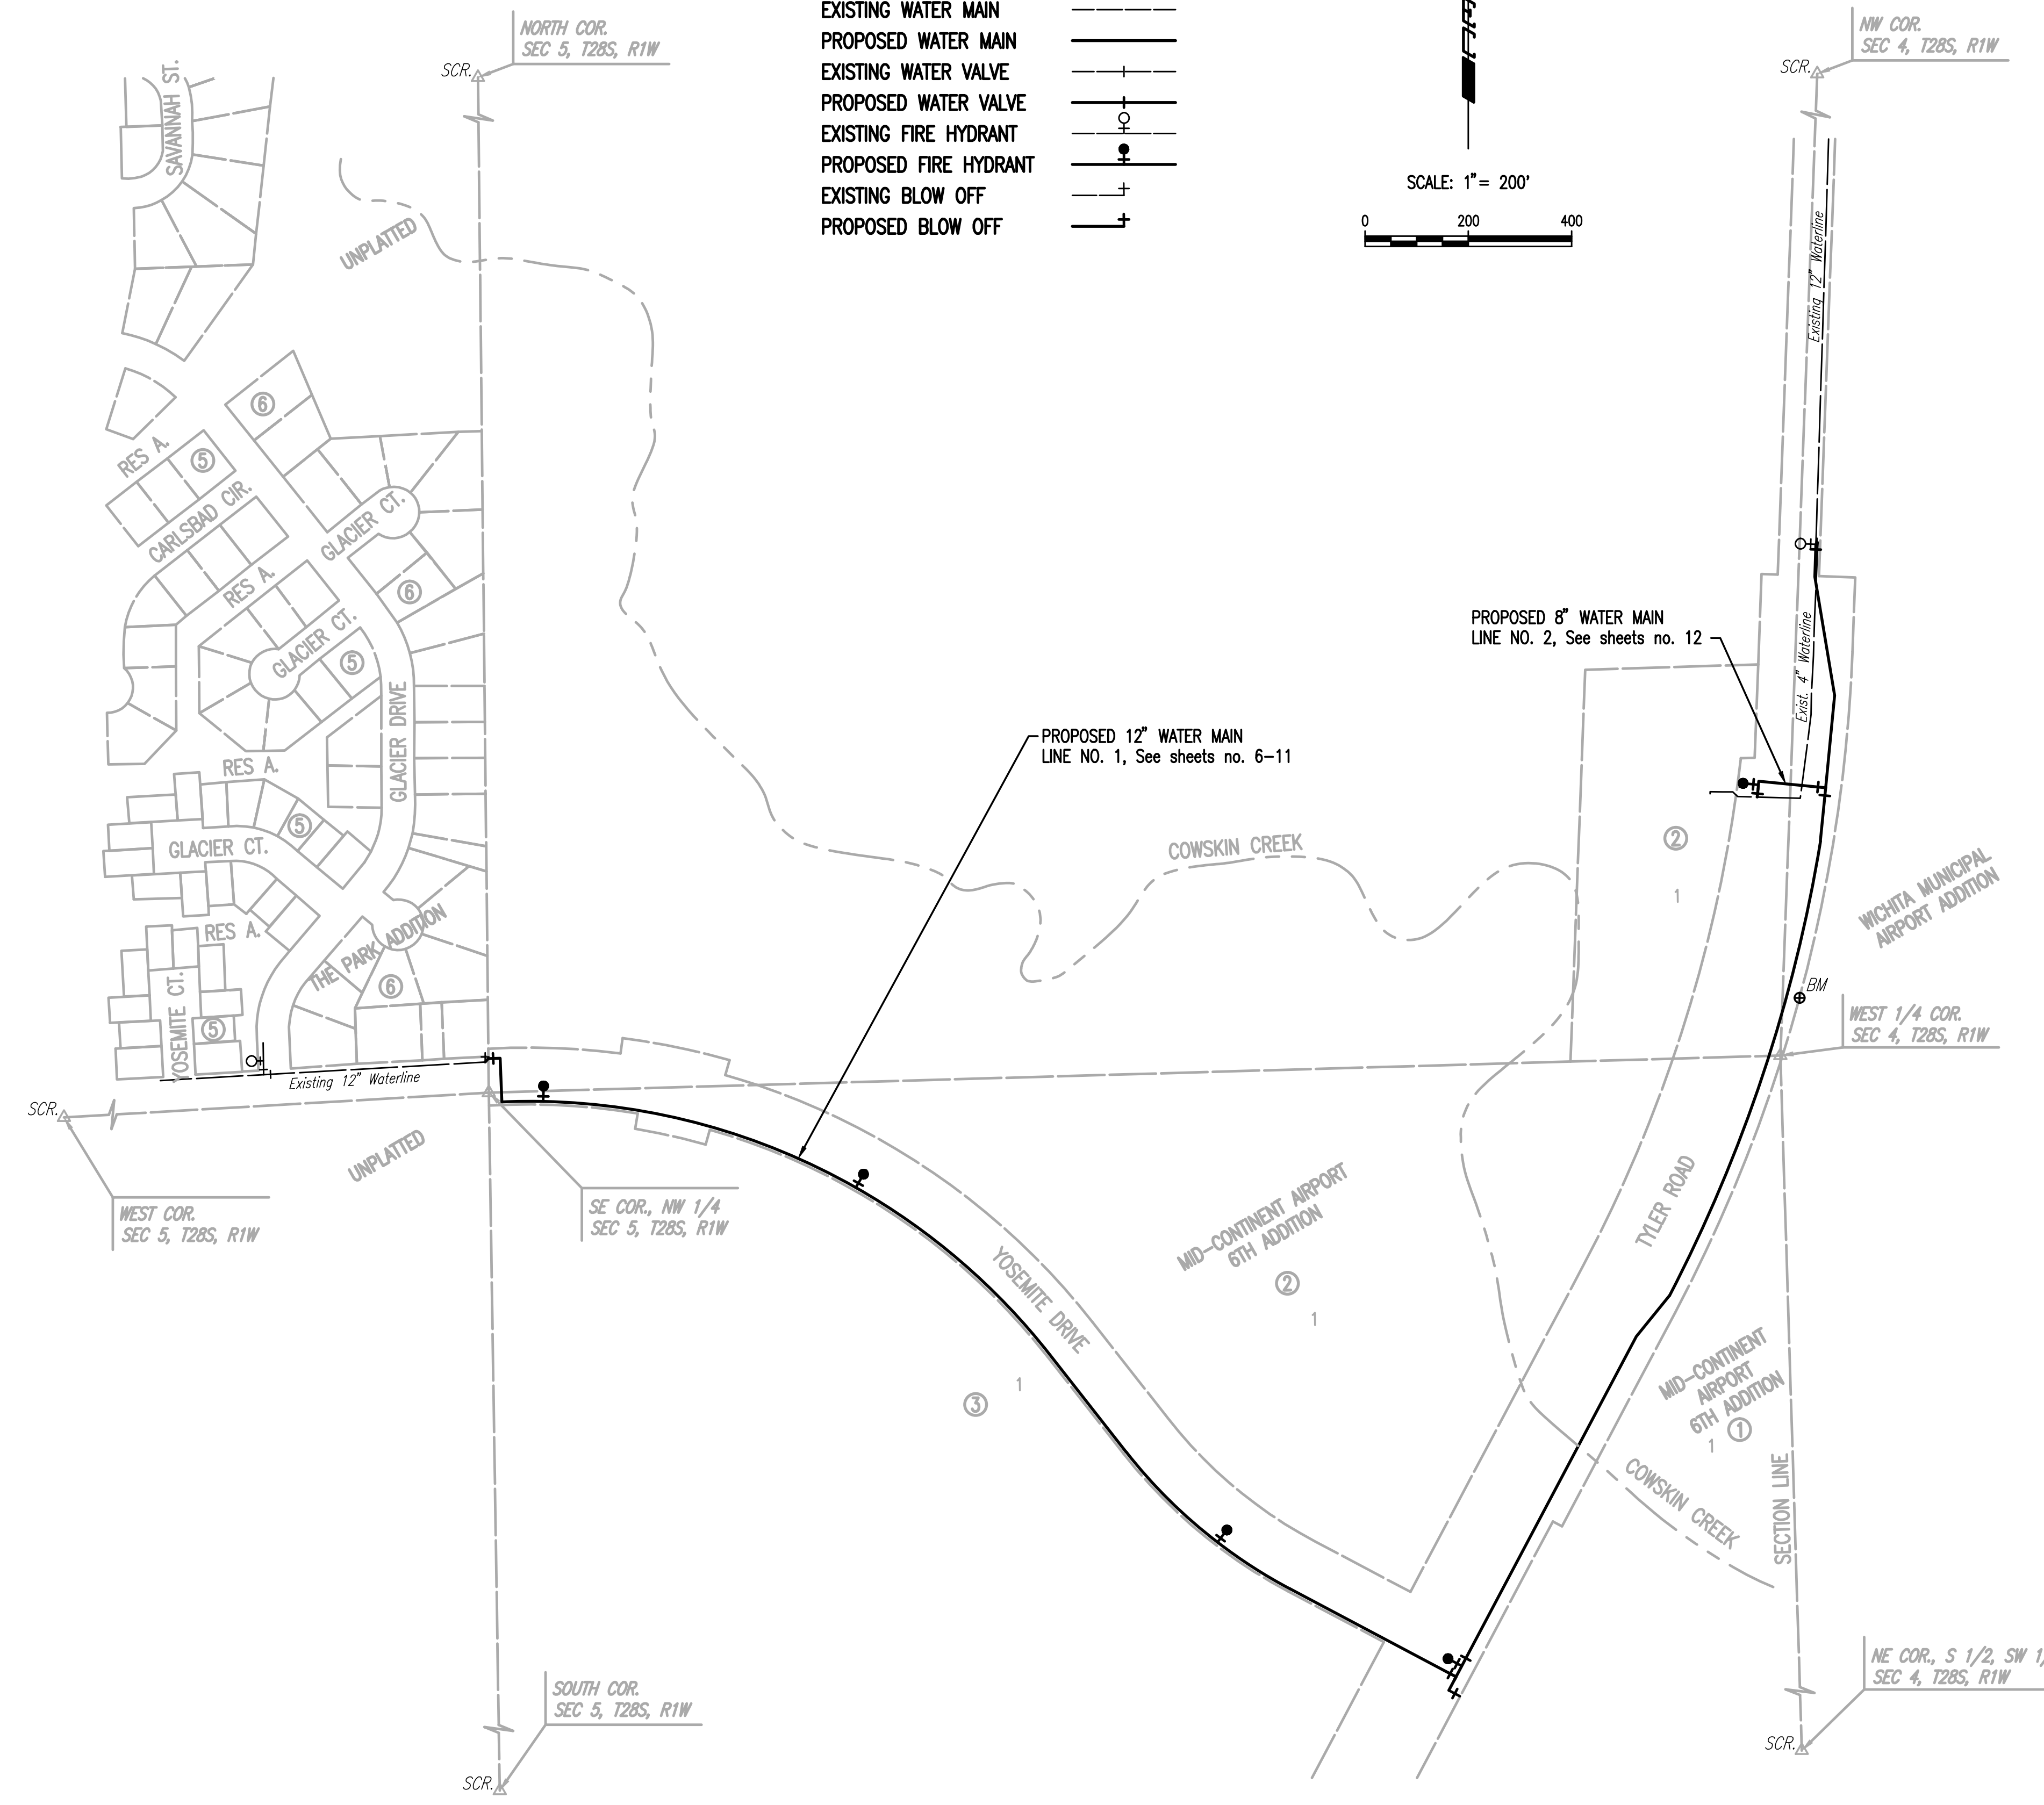 EXISTING WATER MAIN
PROPOSED WATER MAIN
EXISTING WATER VALVE
PROPOSED WATER VALVE
EXISTING FIRE HYDRANT
PROPOSED FIRE HYDRANT
EXISTING BLOW OFF
PROPOSED BLOW OFF
SCALE: 1"= 200'
0 200 400
NORTH COR.
SEC 5, T28S, R1W
SCR.
NW COR.
SEC 4, T28S, R1W
SCR.
SAVANNAH ST.
UNPLATTED
Existing 12" Waterline
6
RES A.
5
CARLSBAD CIR.
GLACIER CT.
RES A.
6
GLACIER CT.
5
GLACIER DRIVE
RES A.
5
GLACIER CT.
RES A.
THE PARK ADDITION
6
YOSEMITE CT.
5
Existing 12" Waterline
PROPOSED 8" WATER MAIN
LINE NO. 2, See sheets no. 12
Exist. 4" Waterline
PROPOSED 12" WATER MAIN
LINE NO. 1, See sheets no. 6-11
COWSKIN CREEK
2
1
WICHITA MUNICIPAL
AIRPORT ADDITION
BM
WEST 1/4 COR.
SEC 4, T28S, R1W
SCR.
UNPLATTED
WEST COR.
SEC 5, T28S, R1W
SE COR., NW 1/4
SEC 5, T28S, R1W
MID-CONTINENT AIRPORT
6TH ADDITION
2
1
TYLER ROAD
YOSEMITE DRIVE
3
1
MID-CONTINENT
AIRPORT
6TH ADDITION
1
1
COWSKIN CREEK
SECTION LINE
SOUTH COR.
SEC 5, T28S, R1W
SCR.
NE COR., S 1/2, SW 1/
SEC 4, T28S, R1W
SCR.